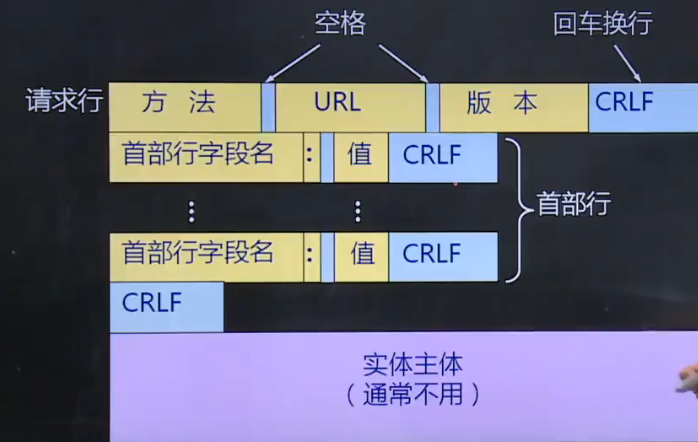 空格 回车换行
请求行 方 法 URL 版 本 CRLF
首部行字段名 : 值 CRLF
⋮ ⋮ 首部行
首部行字段名 : 值 CRLF
CRLF
实体主体
（通常不用）